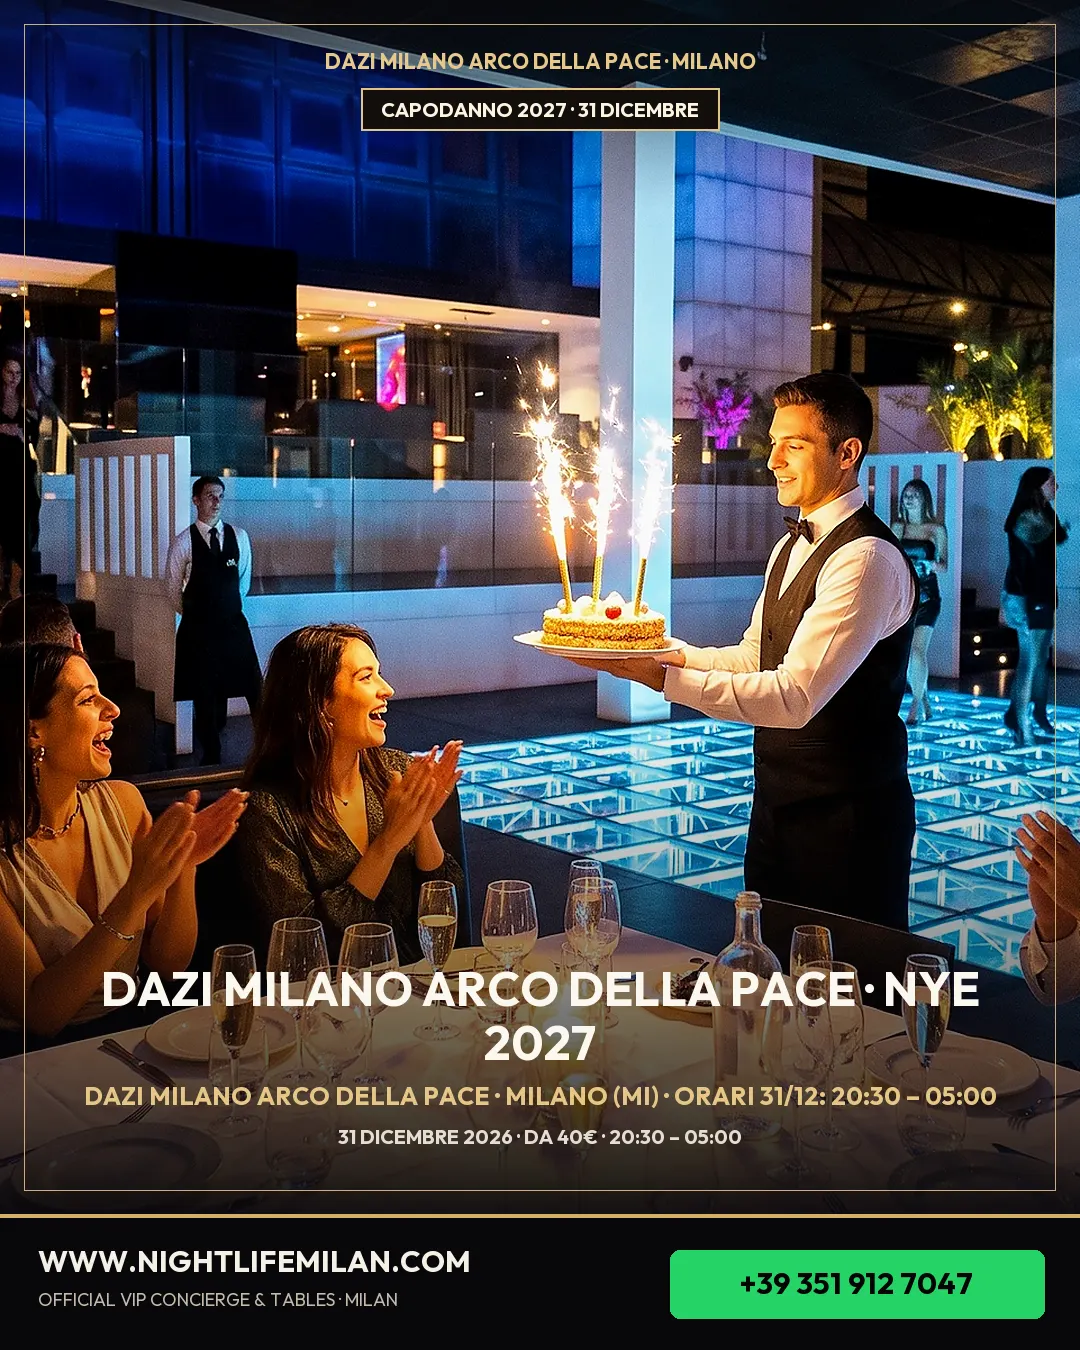 DAZI MILANO ARCO DELLA PACE · MILANO
CAPODANNO 2027 · 31 DICEMBRE
DAZI MILANO ARCO DELLA PACE · NYE
2027
DAZI MILANO ARCO DELLA PACE · MILANO (MI) · ORARI 31/12: 20:30 – 05:00
31 DICEMBRE 2026 · DA 40€ · 20:30 – 05:00
WWW.NIGHTLIFEMILAN.COM
+39 351 912 7047
OFFICIAL VIP CONCIERGE & TABLES · MILAN